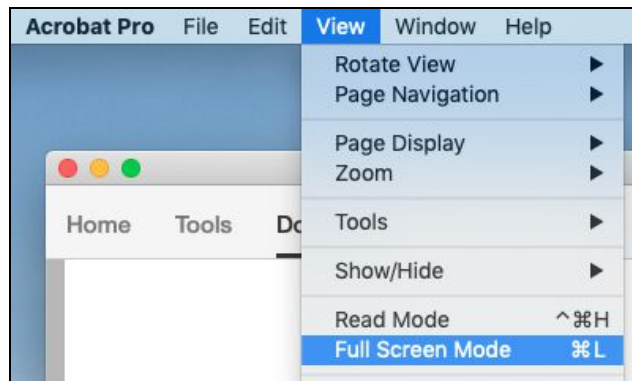 Acrobat Pro File Edit View Window Help
Rotate View
Page Navigation
Page Display
Zoom
Home Tools
Tools
Show/Hide
Read Mode ^⌘H
Full Screen Mode ⌘L